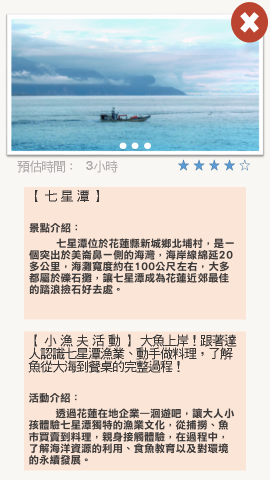 預估時間： 3小時
【 七 星 潭 】
景點介紹：
七星潭位於花蓮縣新城鄉北埔村，是一
個突出於美崙鼻一側的海灣，海岸線綿延20
多公里，海灘寬度約在100公尺左右，大多
都屬於礫石灘，讓七星潭成為花蓮近郊最佳
的踏浪撿石好去處。
【 小 漁 夫 活 動 】 大魚上岸！跟著達
人認識七星潭漁業、動手做料理，了解
魚從大海到餐桌的完整過程！
活動介紹：
透過花蓮在地企業一洄遊吧，讓大人小
孩體驗七星潭獨特的漁業文化，從捕撈、魚
市買賣到料理，親身接觸體驗，在過程中，
了解海洋資源的利用、食魚教育以及對環境
的永續發展。